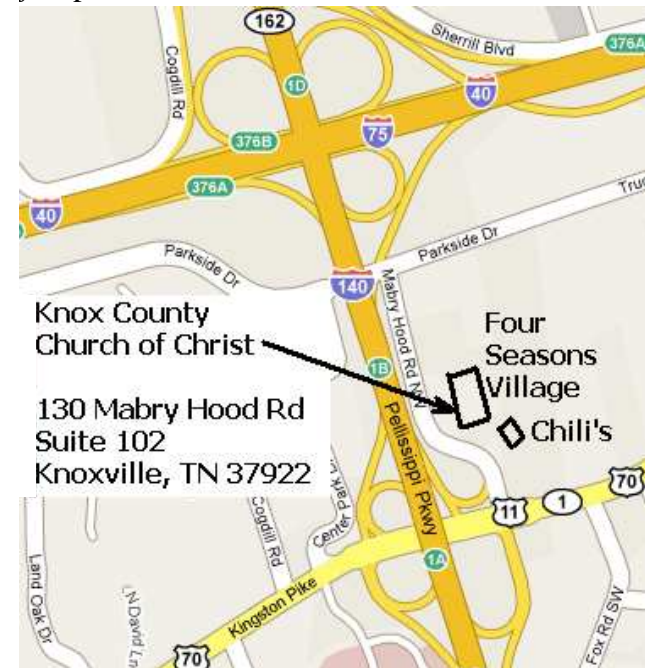 162
Sherrill Blvd
376A
Cogdill Rd
1D
40
75
376B
376A
40
Parkside Dr
Parkside Dr
140
Mabry Hood Rd NW
Knox County
Church of Christ
130 Mabry Hood Rd
Suite 102
Knoxville, TN 37922
Four
Seasons
Village
Chili's
1B
Pellissippi Pkwy
70
1
11
Center Park
Cogdill Rd
1A
Land Oak Dr
N David Ln
Kingston Pike
70
Fox Rd SW